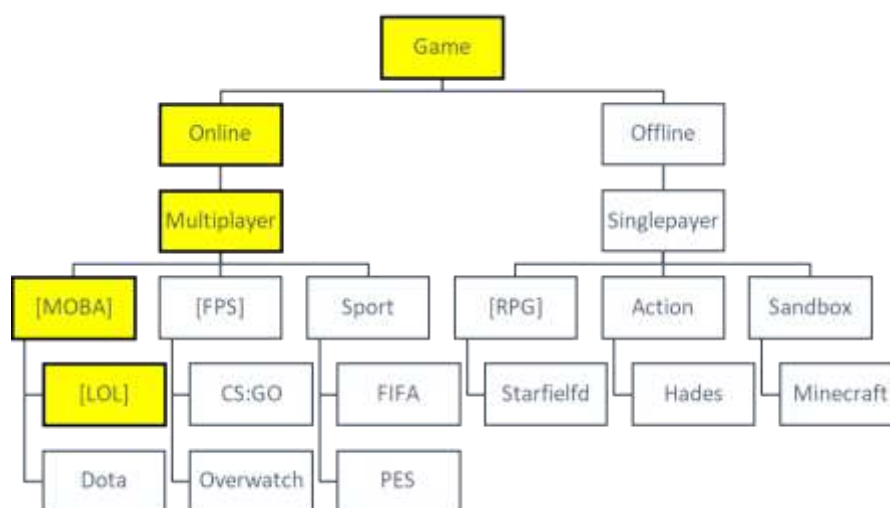 Game
Online
Offline
Multiplayer
Singlepayer
[MOBA]
[FPS]
Sport
[RPG]
Action
Sandbox
[LOL]
CS:GO
FIFA
Starfielfd
Hades
Minecraft
Dota
Overwatch
PES